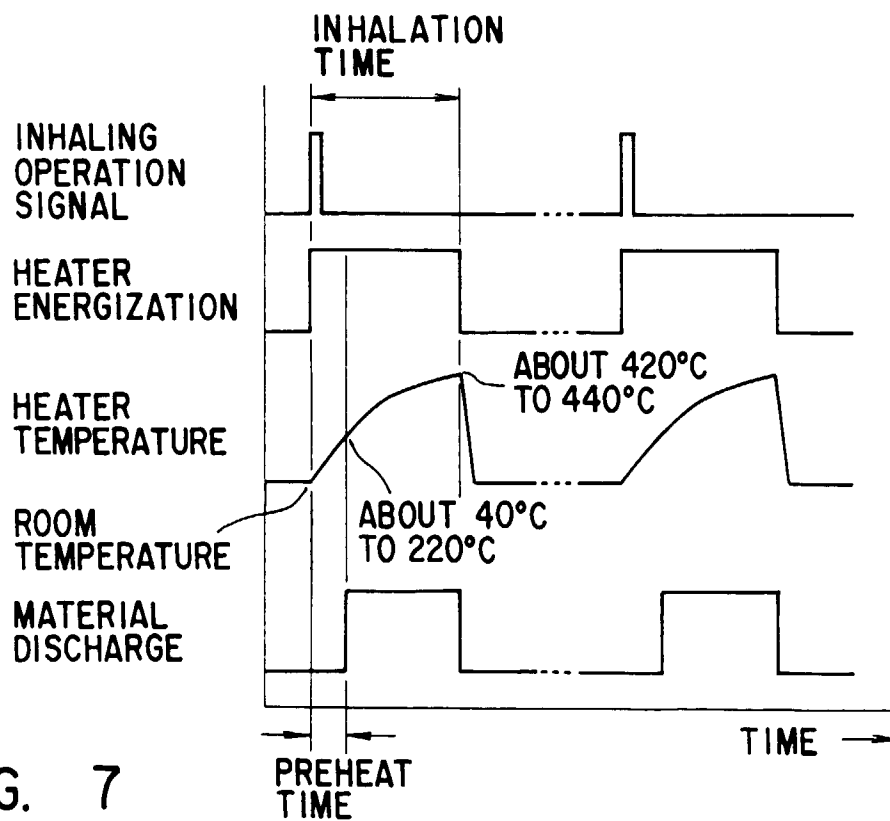 INHALATION
TIME
INHALING
OPERATION
SIGNAL
HEATER
ENERGIZATION
HEATER
TEMPERATURE
ABOUT 420°C
TO 440°C
ROOM
TEMPERATURE
ABOUT 40°C
TO 220°C
MATERIAL
DISCHARGE
TIME
PREHEAT
TIME
G. 7